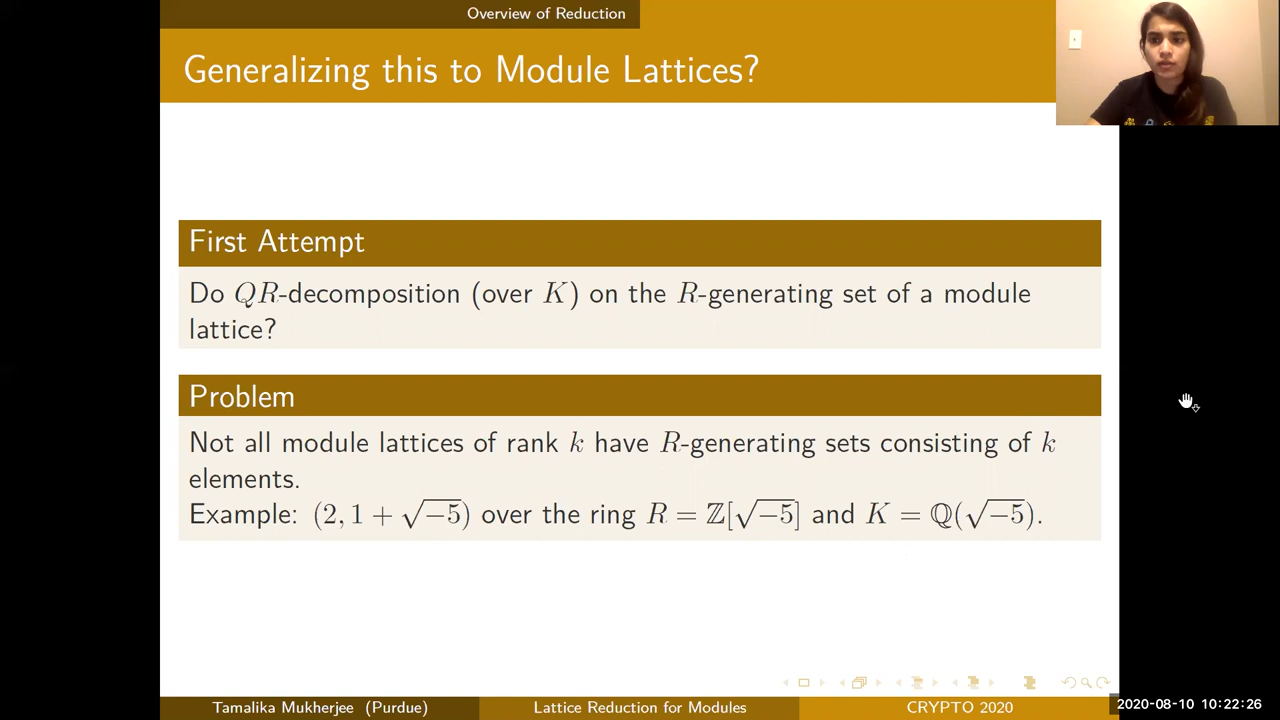 Overview of Reduction
Generalizing this to Module Lattices?
First Attempt
Do QR-decomposition (over K) on the R-generating set of a module
lattice?
Problem
Not all module lattices of rank k have R-generating sets consisting of k
elements.
Example: (2, 1 + √−5) over the ring R = ℤ[√−5] and K = ℚ(√−5).
Tamalika Mukherjee (Purdue)
Lattice Reduction for Modules
CRYPTO 2020
2020-08-10 10:22:26